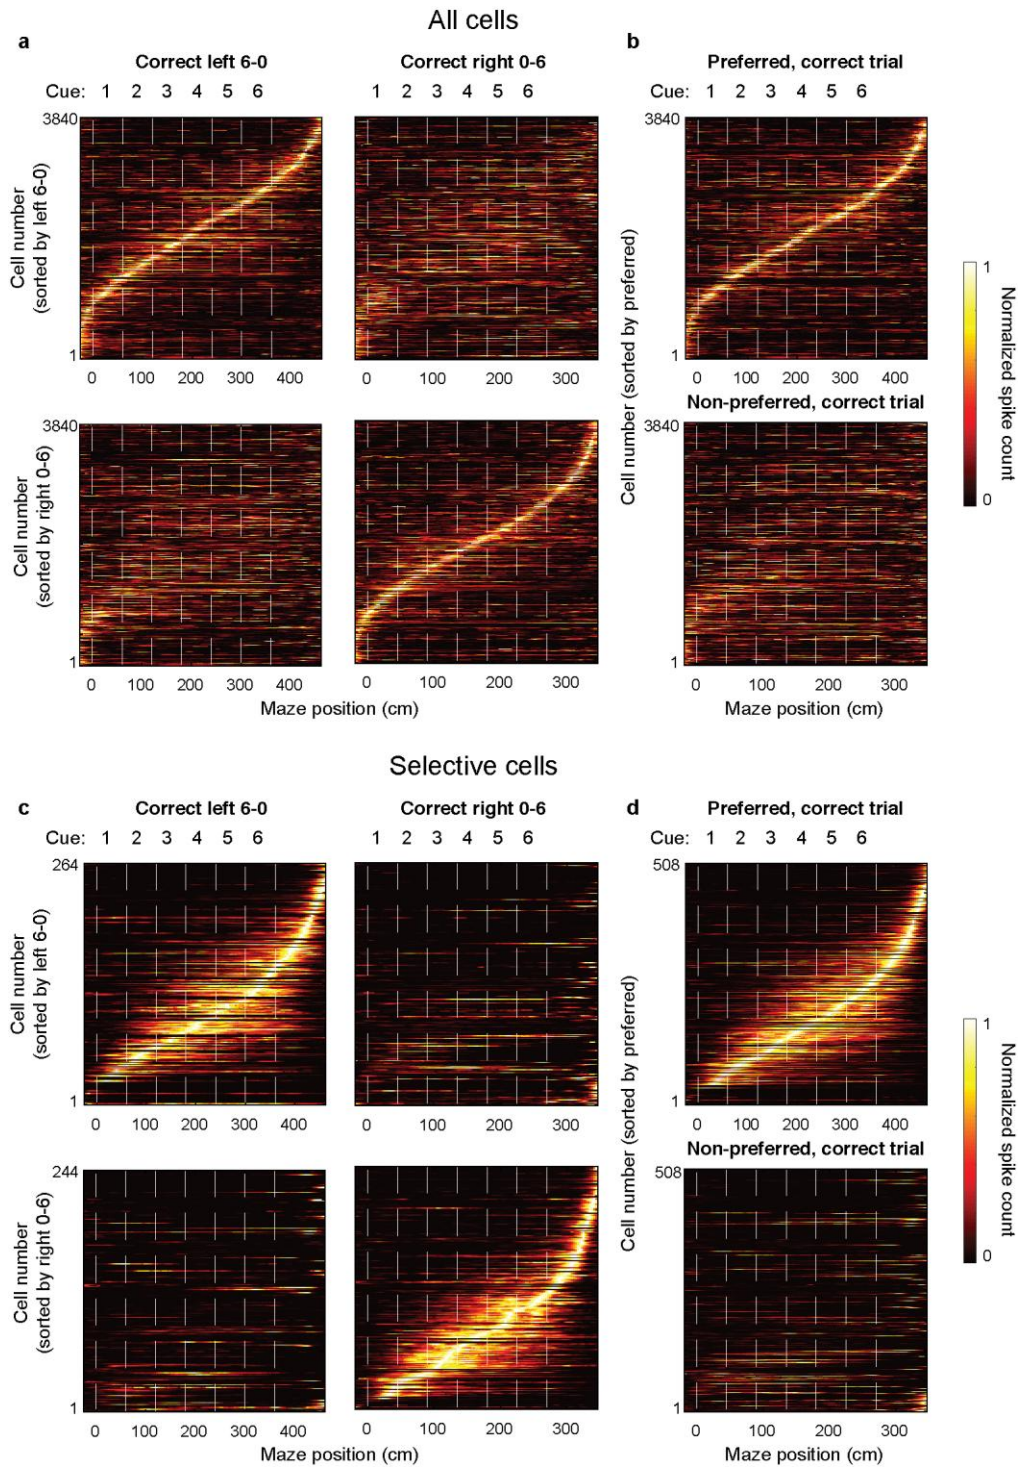 All cells
a
b
Correct left 6-0
Correct right 0-6
Preferred, correct trial
Cue: 1 2 3 4 5 6
1 2 3 4 5 6
Cue: 1 2 3 4 5 6
3840
1
Cell number
(sorted by left 6-0)
0 100 200 300 400
0 100 200 300
3840
1
0 100 200 300 400
Cell number (sorted by preferred)
Non-preferred, correct trial
3840
1
Cell number
(sorted by right 0-6)
3840
1
0 100 200 300 400
0 100 200 300
0 100 200 300
Maze position (cm)
Maze position (cm)
1
0
Normalized spike count
Selective cells
c
d
Correct left 6-0
Correct right 0-6
Preferred, correct trial
Cue: 1 2 3 4 5 6
1 2 3 4 5 6
Cue: 1 2 3 4 5 6
264
1
Cell number
(sorted by left 6-0)
0 100 200 300 400
0 100 200 300
508
1
0 100 200 300 400
Cell number (sorted by preferred)
Non-preferred, correct trial
244
1
Cell number
(sorted by right 0-6)
508
1
0 100 200 300 400
0 100 200 300
0 100 200 300
Maze position (cm)
Maze position (cm)
1
0
Normalized spike count